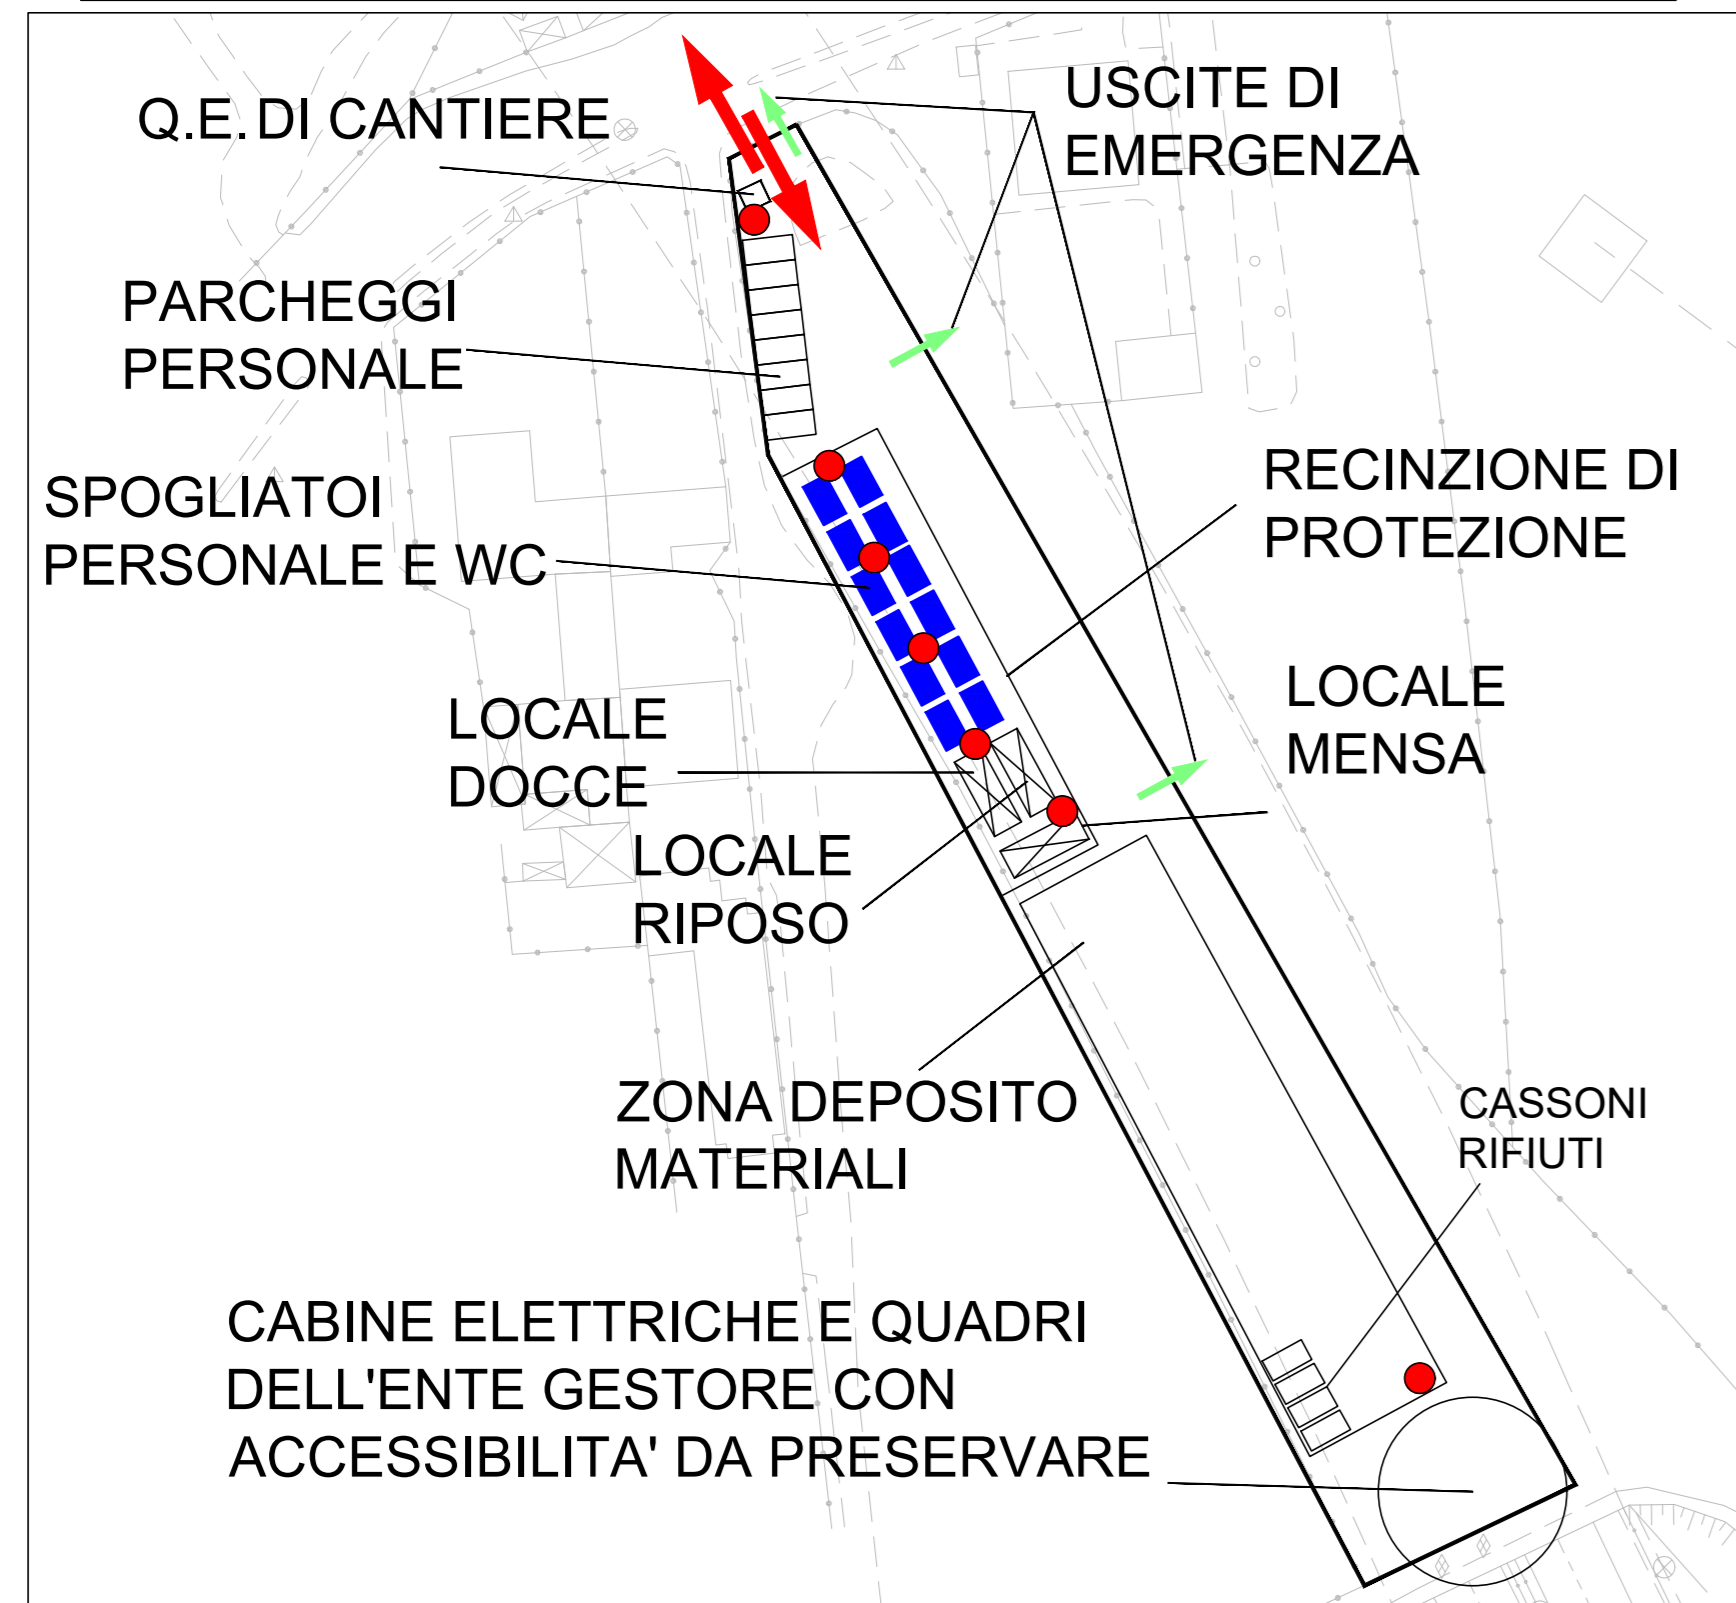 Q.E. DI CANTIERE
USCITE DI
EMERGENZA
PARCHEGGI
PERSONALE
SPOGLIATOI
PERSONALE E WC
RECINZIONE DI
PROTEZIONE
LOCALE
DOCCE
LOCALE
MENSA
LOCALE
RIPOSO
ZONA DEPOSITO
MATERIALI
CASSONI
RIFIUTI
CABINE ELETTRICHE E QUADRI
DELL'ENTE GESTORE CON
ACCESSIBILITA' DA PRESERVARE